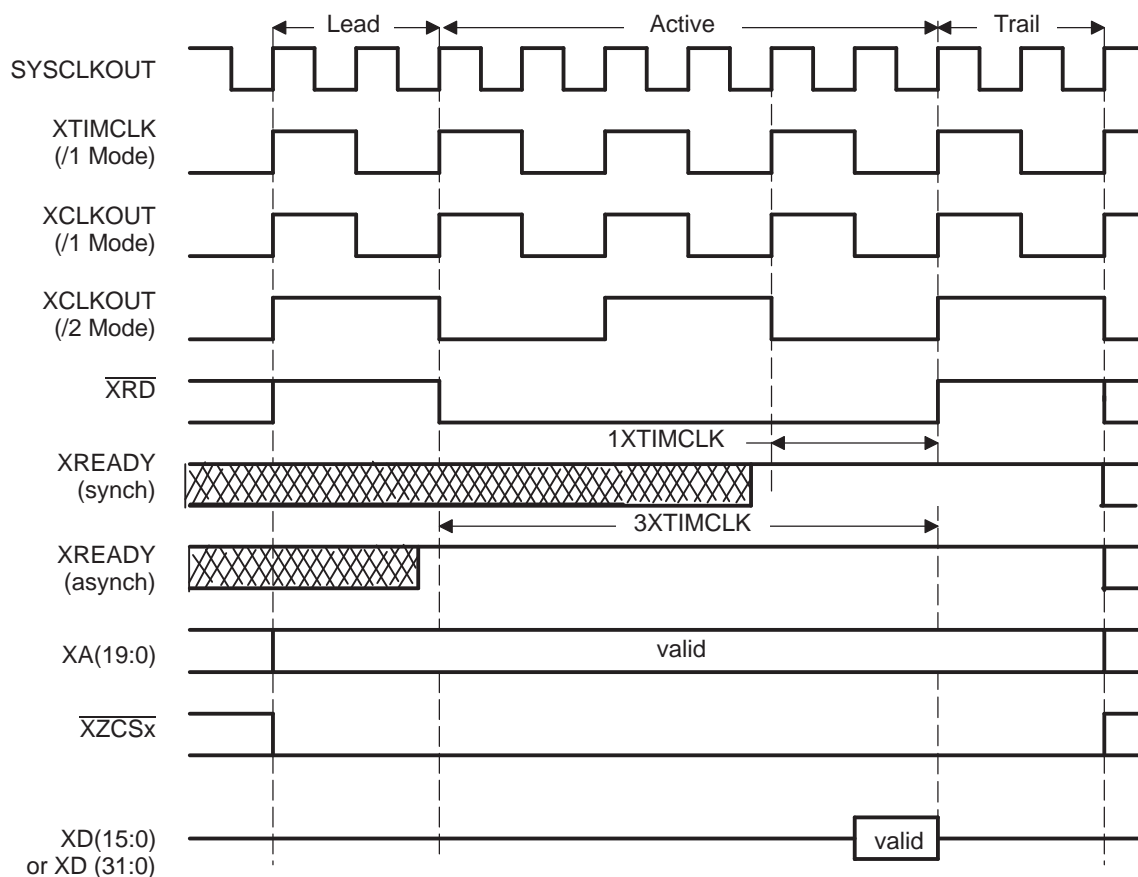 Lead
Active
Trail
SYSCLKOUT
XTIMCLK
(/1 Mode)
XCLKOUT
(/1 Mode)
XCLKOUT
(/2 Mode)
XRD
1XTIMCLK
XREADY
(synch)
3XTIMCLK
XREADY
(asynch)
XA(19:0)
valid
XZCSx
XD(15:0)
or XD (31:0)
valid